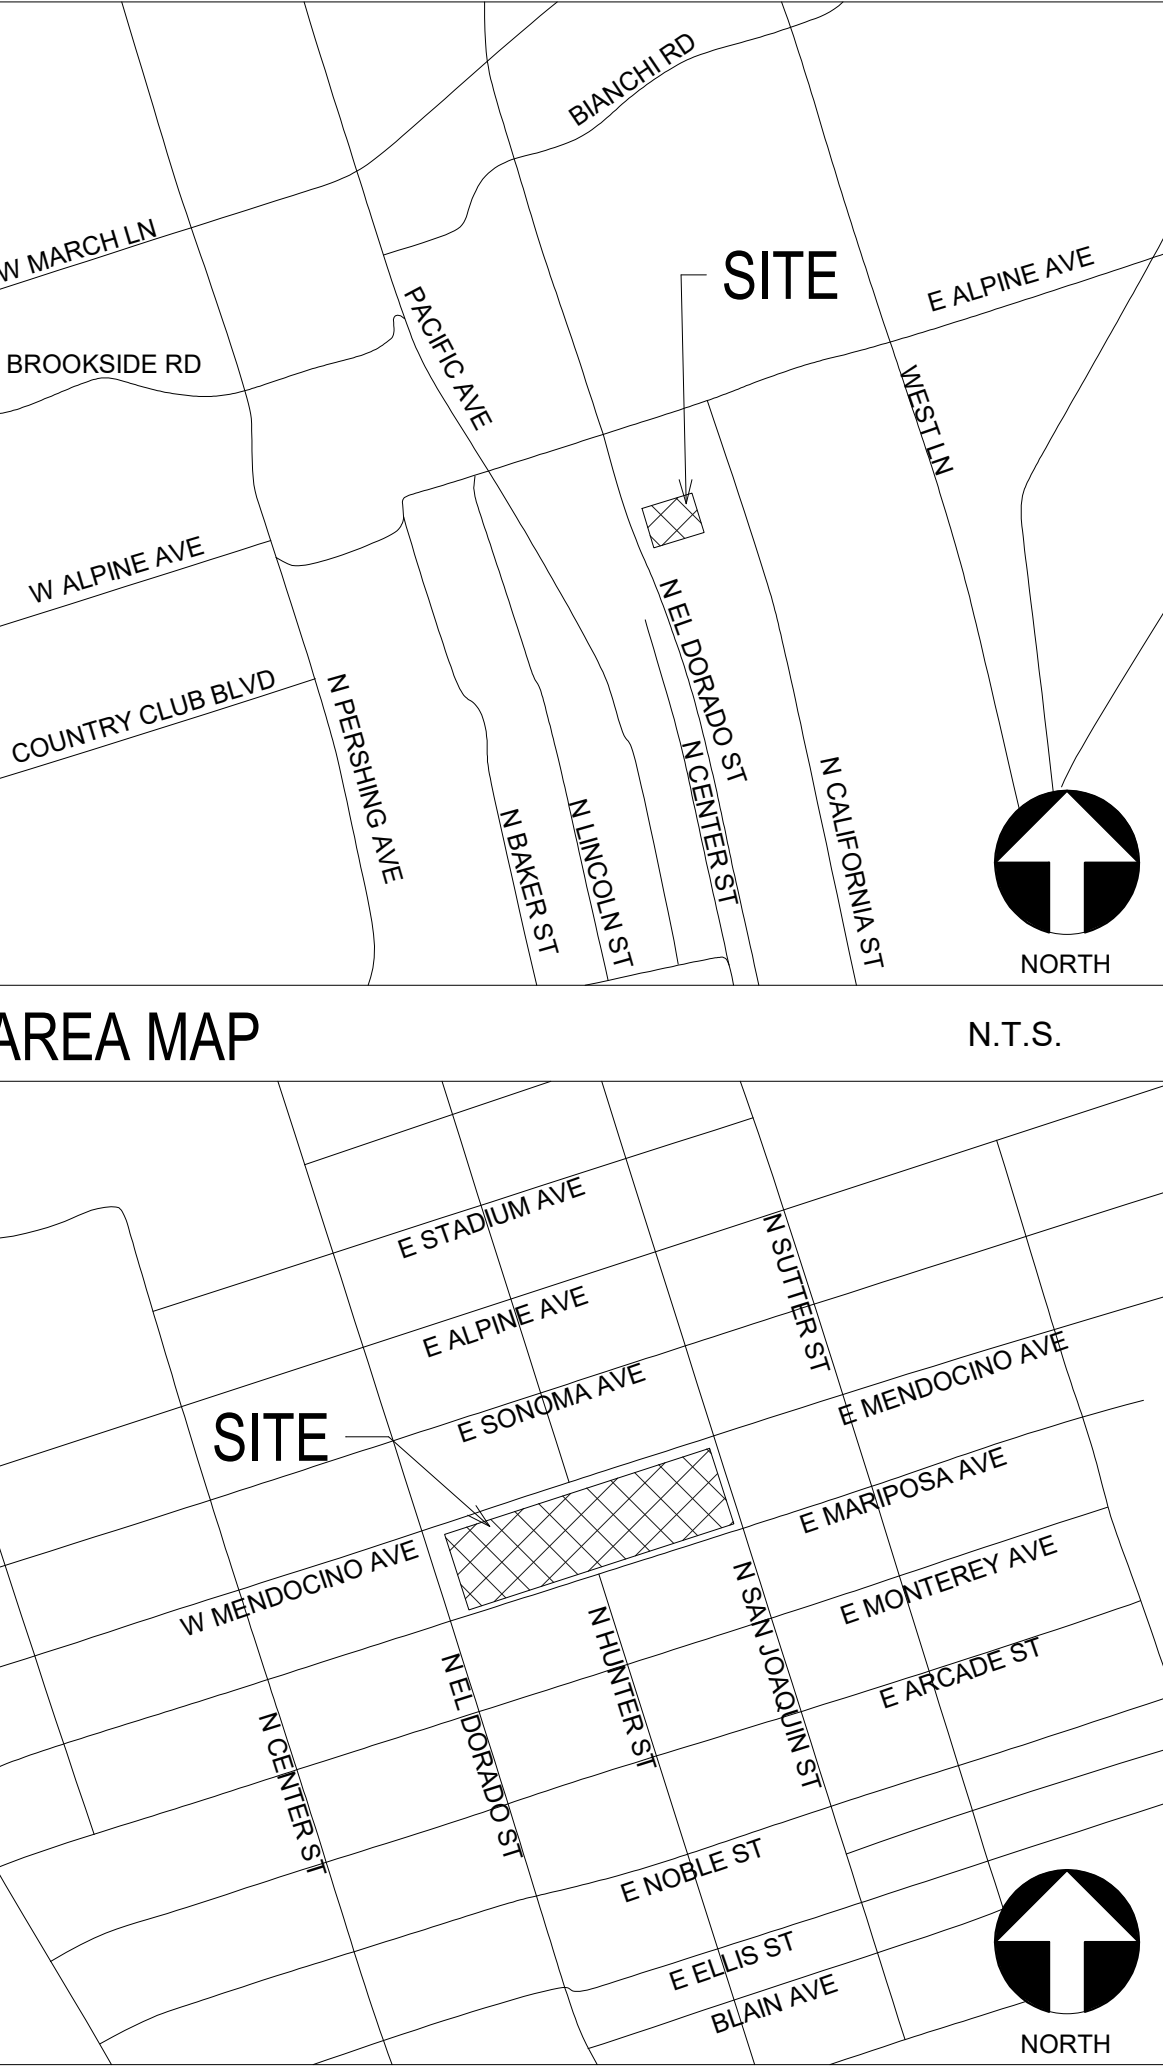 BIANCHI RD
W MARCH LN
SITE
E ALPINE AVE
PACIFIC AVE
BROOKSIDE RD
WEST LN
W ALPINE AVE
N EL DORADO ST
COUNTRY CLUB BLVD
N PERSHING AVE
N CENTER ST
N CALIFORNIA ST
N BAKER ST
N LINCOLN ST
NORTH
AREA MAP
N.T.S.
E STADIUM AVE
N SUTTER ST
E ALPINE AVE
E SONOMA AVE
E MENDOCINO AVE
SITE
E MARIPOSA AVE
W MENDOCINO AVE
E MONTEREY AVE
N SAN JOAQUIN ST
N HUNTER ST
E ARCADE ST
N EL DORADO ST
N CENTER ST
E NOBLE ST
E ELLIS ST
BLAIN AVE
NORTH